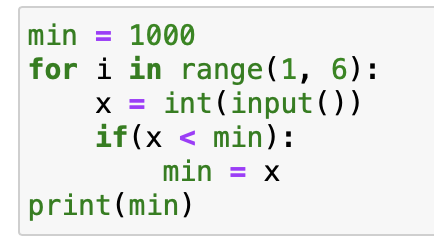 min = 1000
for i in range(1, 6):
    x = int(input())
    if(x < min):
        min = x
print(min)